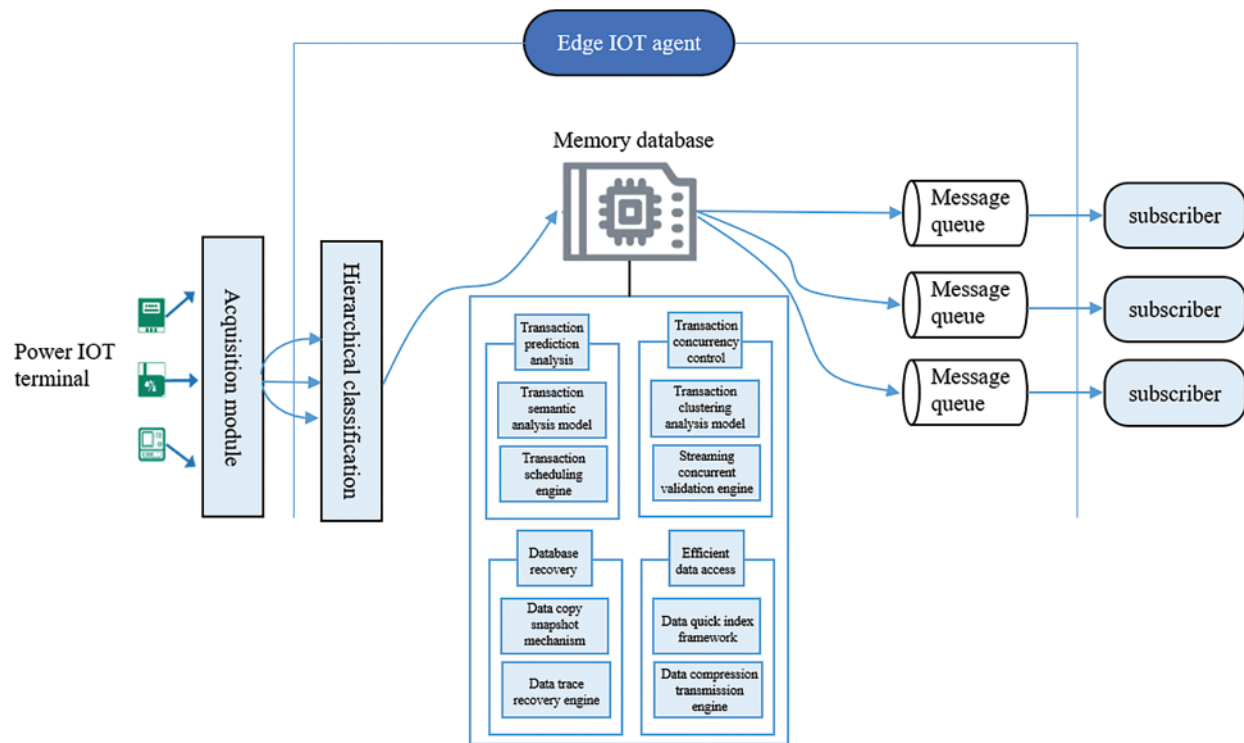 Edge IOT agent
Memory database
Power IOT
terminal
Acquisition module
Hierarchical classification
Message
queue
subscriber
Message
queue
subscriber
Message
queue
subscriber
Transaction
prediction
analysis
Transaction
semantic
analysis model
Transaction
scheduling
engine
Transaction
concurrency
control
Transaction
clustering
analysis model
Streaming
concurrent
validation engine
Database
recovery
Data copy
snapshot
mechanism
Data trace
recovery engine
Efficient
data access
Data quick index
framework
Data compression
transmission
engine